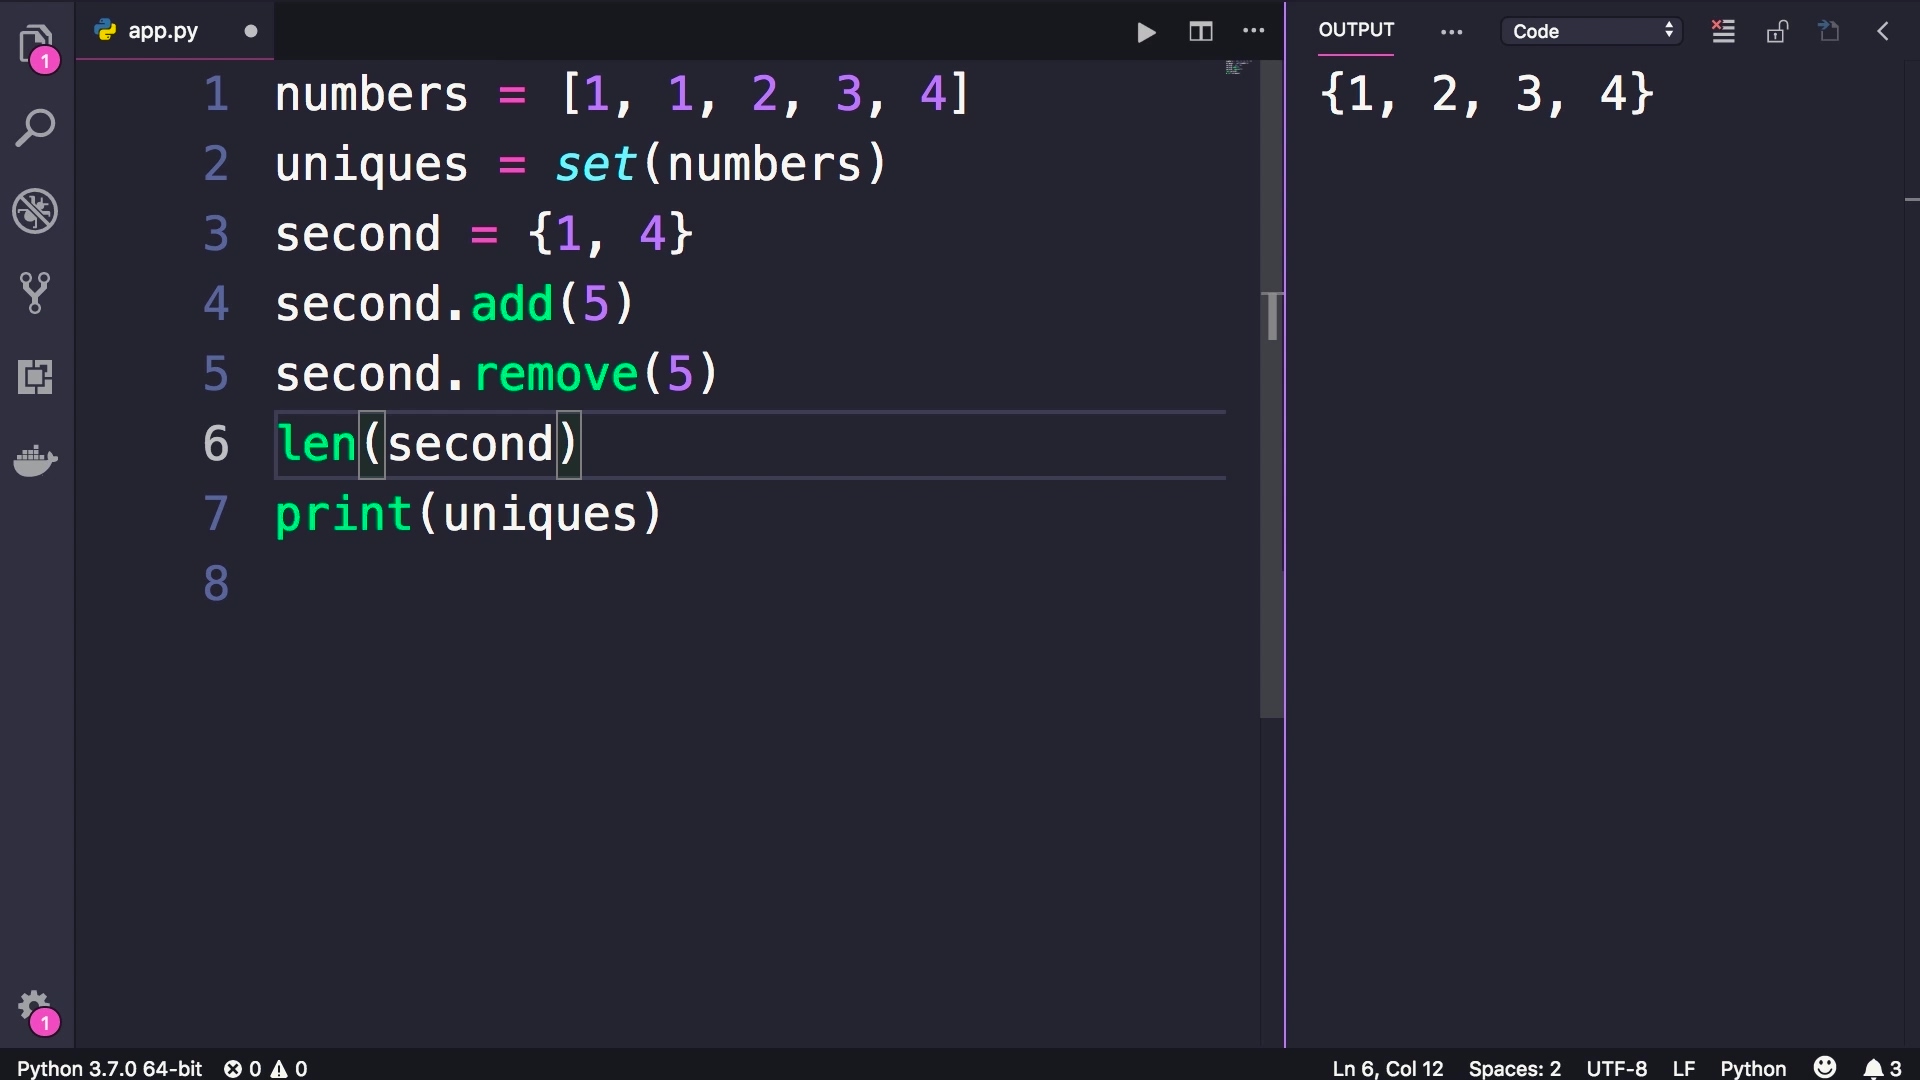 app.py
1 numbers = [1, 1, 2, 3, 4]
2 uniques = set(numbers)
3 second = {1, 4}
4 second.add(5)
5 second.remove(5)
6 len(second)
7 print(uniques)
8
OUTPUT ... Code
{1, 2, 3, 4}
1
1
Python 3.7.0 64-bit 0 0 Ln 6, Col 12 Spaces: 2 UTF-8 LF Python 3